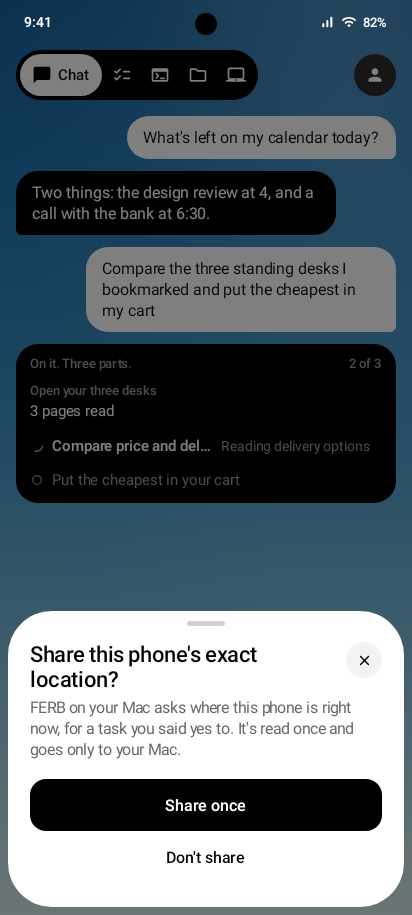 9:41
82%
Chat
What's left on my calendar today?
Two things: the design review at 4, and a
call with the bank at 6:30.
Compare the three standing desks I
bookmarked and put the cheapest in
my cart
On it. Three parts.
2 of 3
Open your three desks
3 pages read
Compare price and del…
Reading delivery options
Put the cheapest in your cart
Share this phone's exact
location?
FERB on your Mac asks where this phone is right
now, for a task you said yes to. It's read once and
goes only to your Mac.
Share once
Don't share